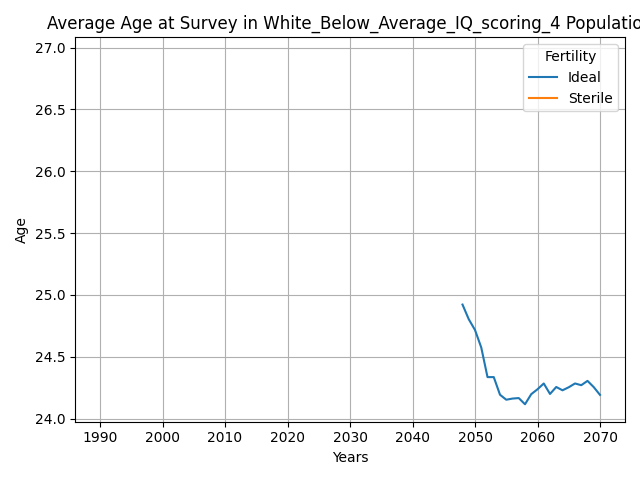 Average Age at Survey in White_Below_Average_IQ_scoring_4 Populatio
27.0
26.5
26.0
25.5
25.0
24.5
24.0
Age
Fertility
Ideal
Sterile
1990 2000 2010 2020 2030 2040 2050 2060 2070
Years